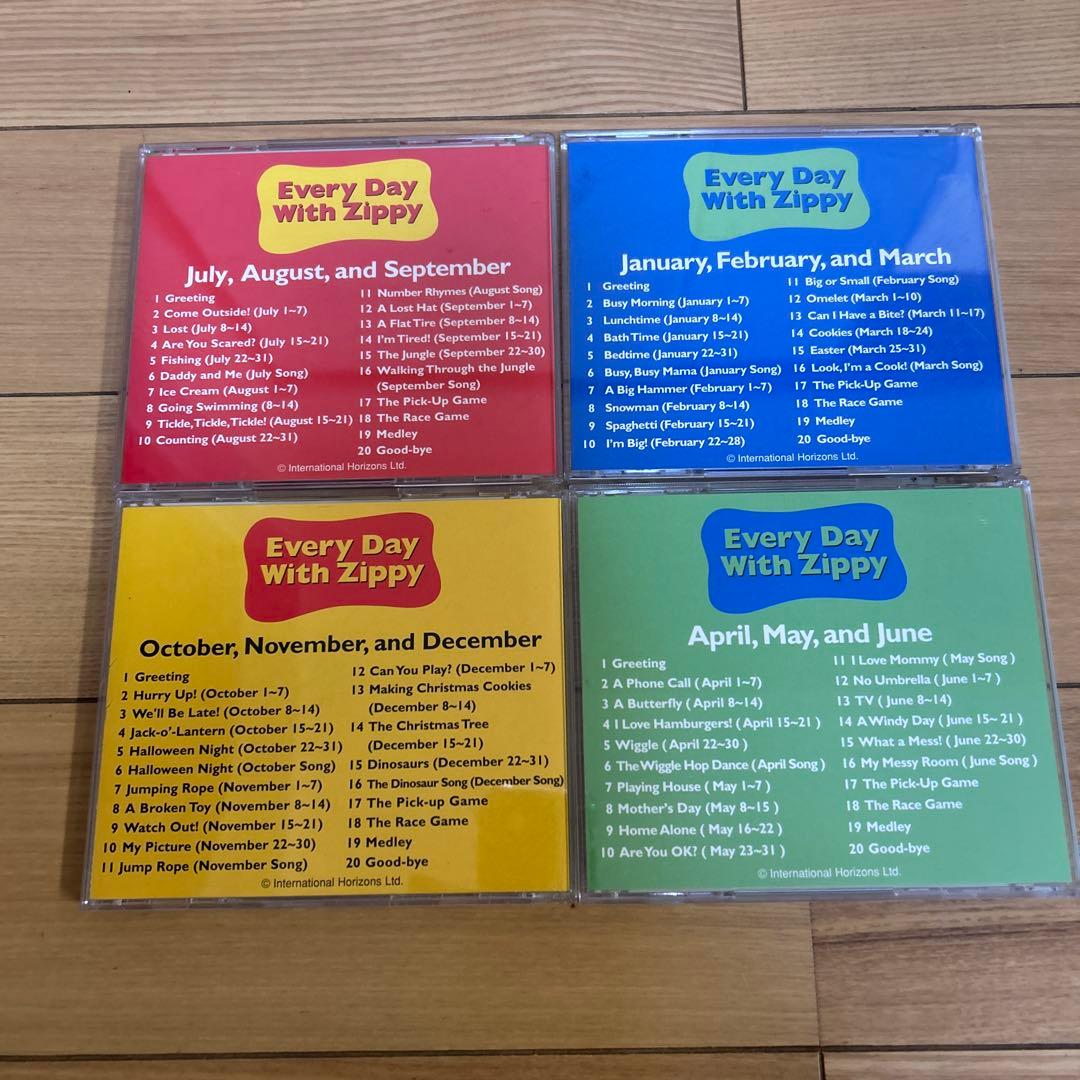 Every Day
With Zippy
July, August, and September
1 Greeting
2 Come Outside! (July 1~7)
3 Lost (July 8~14)
4 Are You Scared? (July 15~21)
5 Fishing (July 22~31)
6 Daddy and Me (July Song)
7 Ice Cream (August 1~7)
8 Going Swimming (8~14)
9 Tickle, Tickle, Tickle! (August 15~21)
10 Counting (August 22~31)
11 Number Rhymes (August Song)
12 A Lost Hat (September 1~7)
13 A Flat Tire (September 8~14)
14 I'm Tired! (September 15~21)
15 The Jungle (September 22~30)
16 Walking Through the Jungle
(September Song)
17 The Pick-Up Game
18 The Race Game
19 Medley
20 Good-bye
© International Horizons Ltd.
Every Day
With Zippy
January, February, and March
1 Greeting
2 Busy Morning (January 1~7)
3 Lunchtime (January 8~14)
4 Bath Time (January 15~21)
5 Bedtime (January 22~31)
6 Busy, Busy Mama (January Song)
7 A Big Hammer (February 1~7)
8 Snowman (February 8~14)
9 Spaghetti (February 15~21)
10 I'm Big! (February 22~28)
11 Big or Small (February Song)
12 Omelet (March 1~10)
13 Can I Have a Bite? (March 11~17)
14 Cookies (March 18~24)
15 Easter (March 25~31)
16 Look, I'm a Cook! (March Song)
17 The Pick-Up Game
18 The Race Game
19 Medley
20 Good-bye
© International Horizons Ltd.
Every Day
With Zippy
October, November, and December
1 Greeting
2 Hurry Up! (October 1~7)
3 We'll Be Late! (October 8~14)
4 Jack-o'-Lantern (October 15~21)
5 Halloween Night (October 22~31)
6 Halloween Night (October Song)
7 Jumping Rope (November 1~7)
8 A Broken Toy (November 8~14)
9 Watch Out! (November 15~21)
10 My Picture (November 22~30)
11 Jump Rope (November Song)
12 Can You Play? (December 1~7)
13 Making Christmas Cookies
(December 8~14)
14 The Christmas Tree
(December 15~21)
15 Dinosaurs (December 22~31)
16 The Dinosaur Song (December Song)
17 The Pick-up Game
18 The Race Game
19 Medley
20 Good-bye
© International Horizons Ltd.
Every Day
With Zippy
April, May, and June
1 Greeting
2 A Phone Call ( April 1~7)
3 A Butterfly ( April 8~14)
4 I Love Hamburgers! ( April 15~21 )
5 Wiggle ( April 22~30 )
6 The Wiggle Hop Dance ( April Song )
7 Playing House ( May 1~7 )
8 Mother's Day ( May 8~15 )
9 Home Alone ( May 16~22 )
10 Are You OK? ( May 23~31 )
11 I Love Mommy ( May Song )
12 No Umbrella ( June 1~7 )
13 TV ( June 8~14)
14 A Windy Day ( June 15~ 21 )
15 What a Mess! ( June 22~30)
16 My Messy Room ( June Song )
17 The Pick-Up Game
18 The Race Game
19 Medley
20 Good-bye
© International Horizons Ltd.